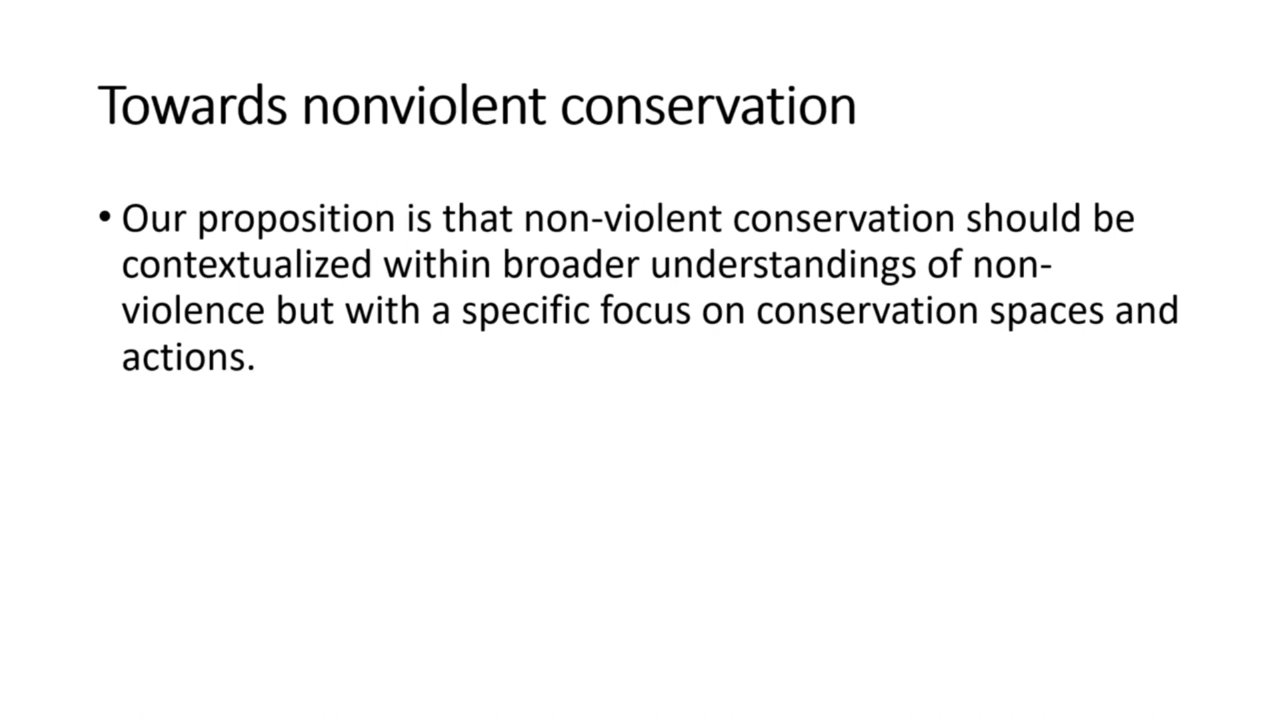 Towards nonviolent conservation
• Our proposition is that non-violent conservation should be
contextualized within broader understandings of non-
violence but with a specific focus on conservation spaces and
actions.